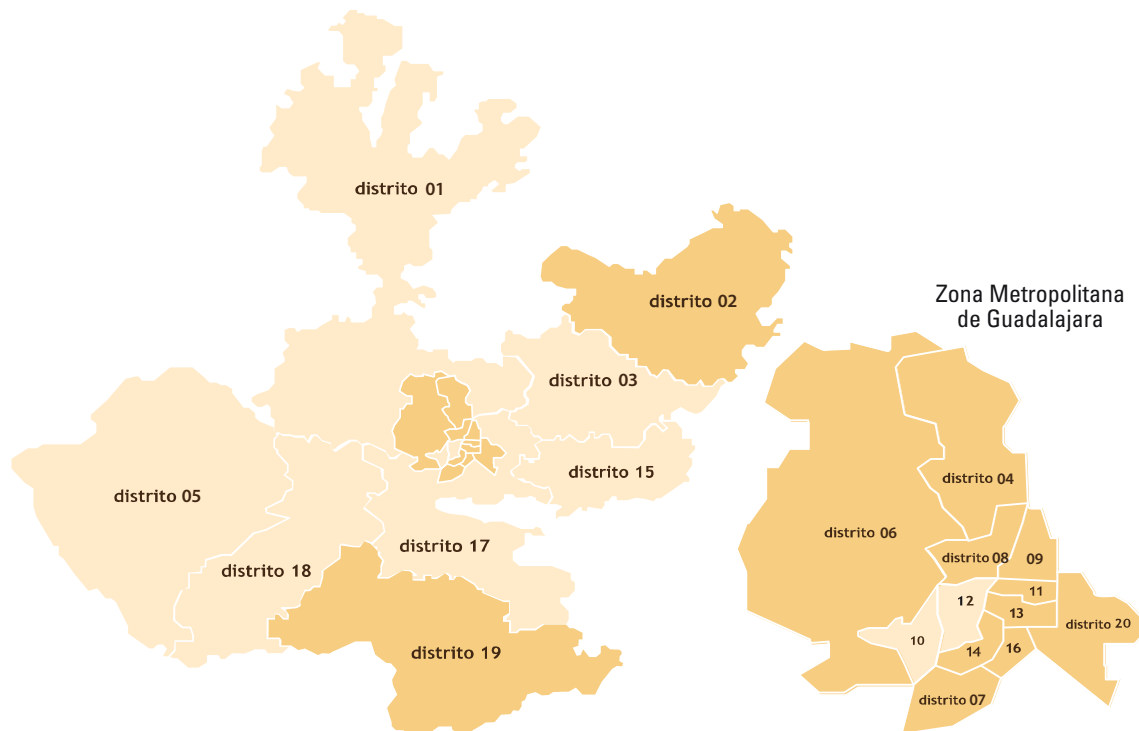 distrito 01
distrito 02
Zona Metropolitana
de Guadalajara
distrito 03
distrito 15
distrito 05
distrito 17
distrito 18
distrito 19
distrito 04
distrito 06
distrito 08
09
11
12
13
distrito 20
10
14
16
distrito 07